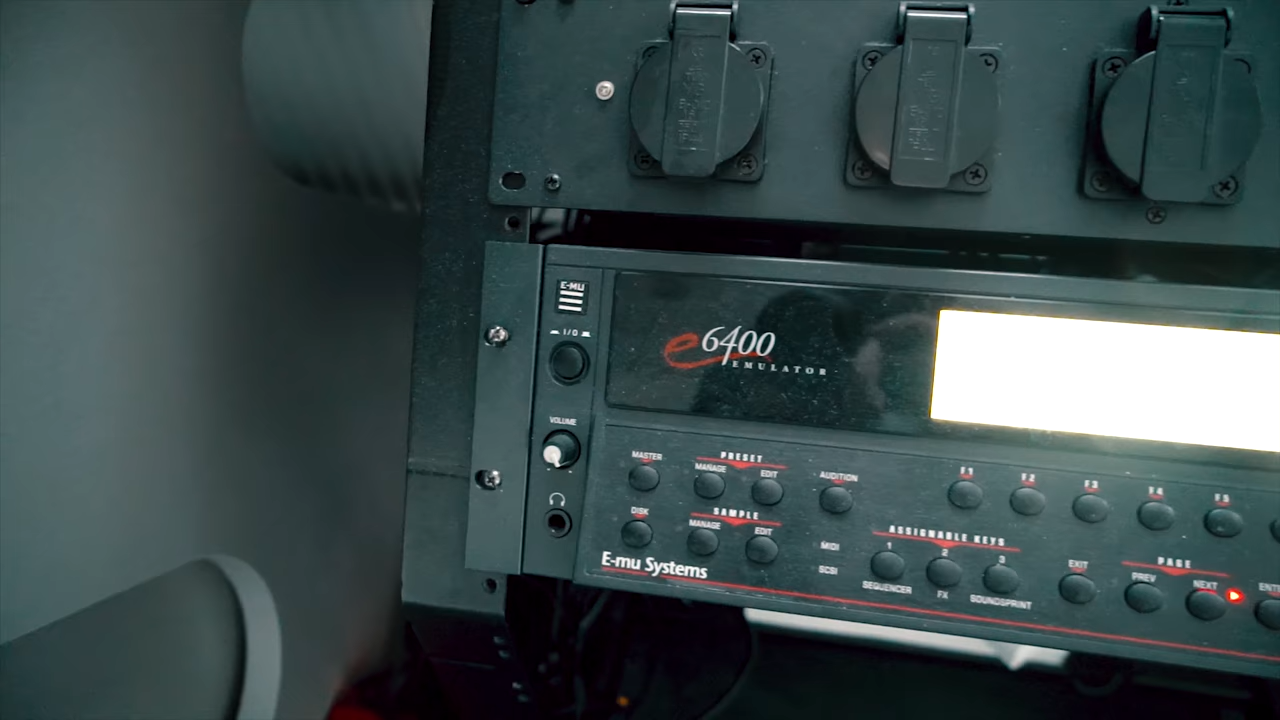 E-MU
I/O
e6400
EMULATOR
VOLUME
MASTER
PRESET
MANAGE
EDIT
AUDITION
F1
F2
F3
F4
F5
DISK
SAMPLE
MANAGE
EDIT
MIDI
SCSI
ASSIGNABLE KEYS
1
2
3
SEQUENCER
FX
SOUNDSPRINT
EXIT
PAGE
PREV
NEXT
E-mu Systems